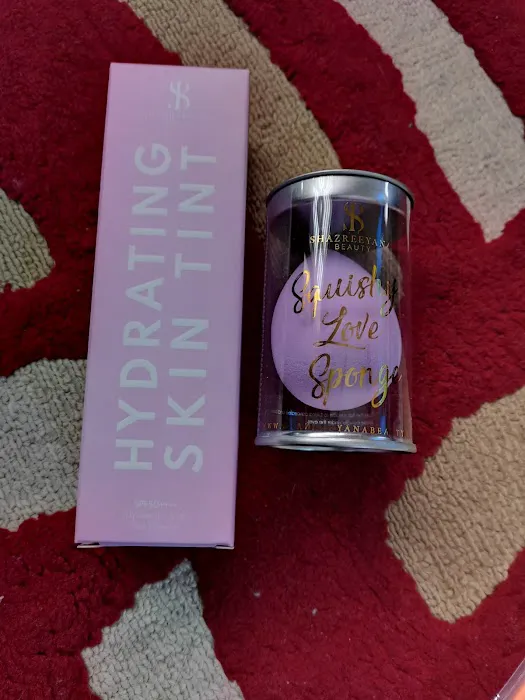 HYDRATING
SKIN TINT
SHAZREEYANA
BEAUTY
Squishy
Love
Sponge